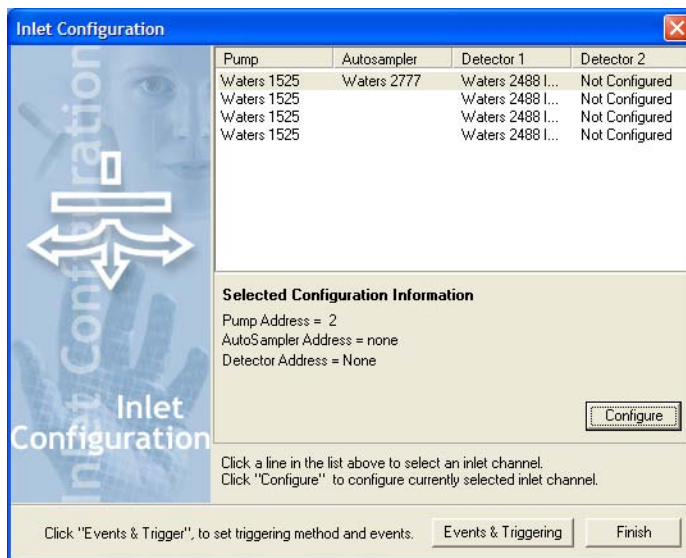 Inlet Configuration
Pump Autosampler Detector 1 Detector 2
Waters 1525 Waters 2777 Waters 2488 I... Not Configured
Waters 1525 Waters 2488 I... Not Configured
Waters 1525 Waters 2488 I... Not Configured
Waters 1525 Waters 2488 I... Not Configured
Inlet Configuration
Inlet
Configuration
Selected Configuration Information
Pump Address = 2
AutoSampler Address = none
Detector Address = None
Configure
Click a line in the list above to select an inlet channel.
Click "Configure" to configure currently selected inlet channel.
Click "Events & Trigger", to set triggering method and events.
Events & Triggering
Finish